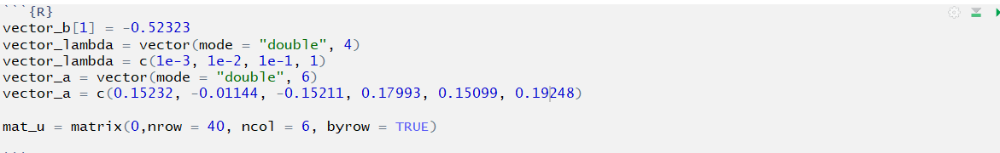 ```{R}
vector_b[1] = -0.52323
vector_lambda = vector(mode = "double", 4)
vector_lambda = c(1e-3, 1e-2, 1e-1, 1)
vector_a = vector(mode = "double", 6)
vector_a = c(0.15232, -0.01144, -0.15211, 0.17993, 0.15099, 0.19248)
mat_u = matrix(0,nrow = 40, ncol = 6, byrow = TRUE)
```